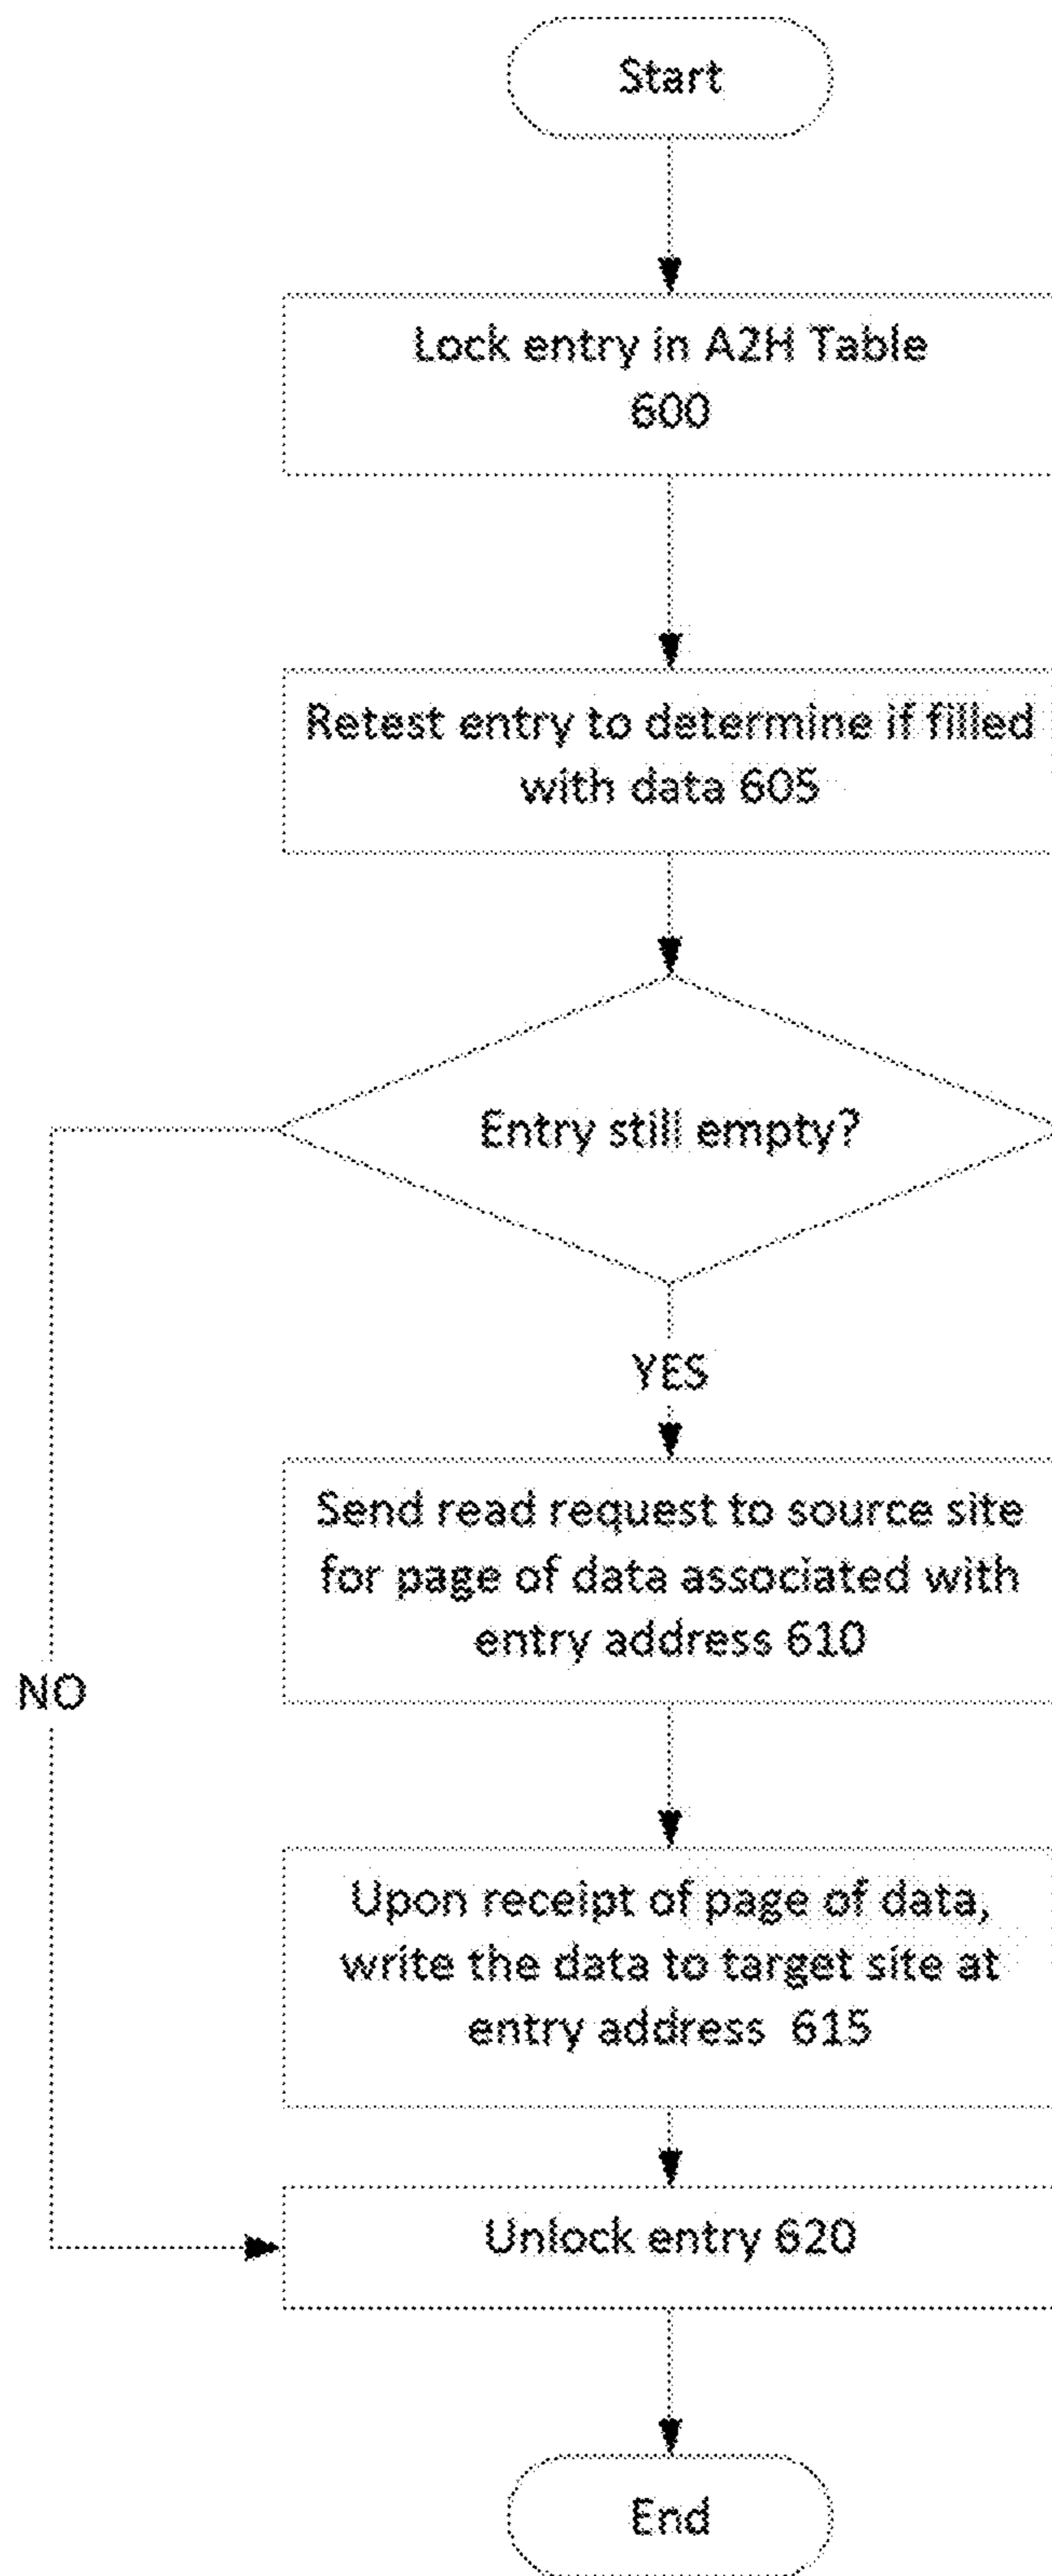 Start
Lock entry in A2H Table
600
Retest entry to determine if filled
with data 605
Entry still empty?
YES
Send read request to source site
for page of data associated with
entry address 610
NO
Upon receipt of page of data,
write the data to target site at
entry address 615
Unlock entry 620
End